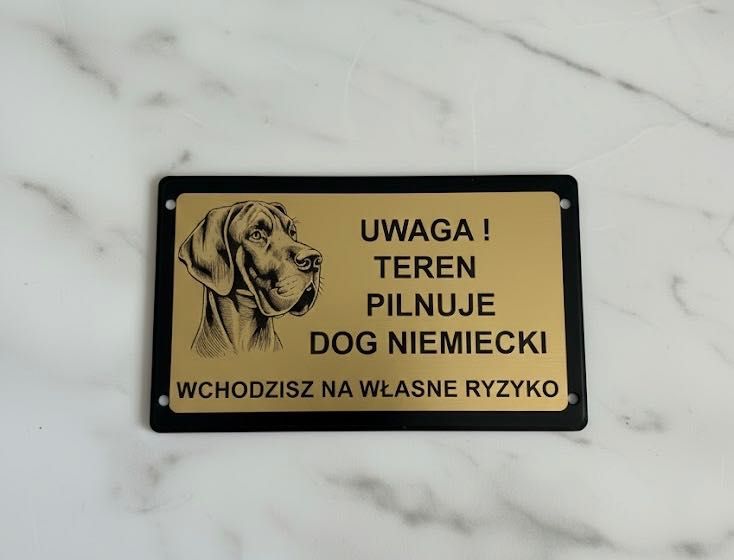 UWAGA !
TEREN
PILNUJE
DOG NIEMIECKI
WCHODZISZ NA WŁASNE RYZYKO